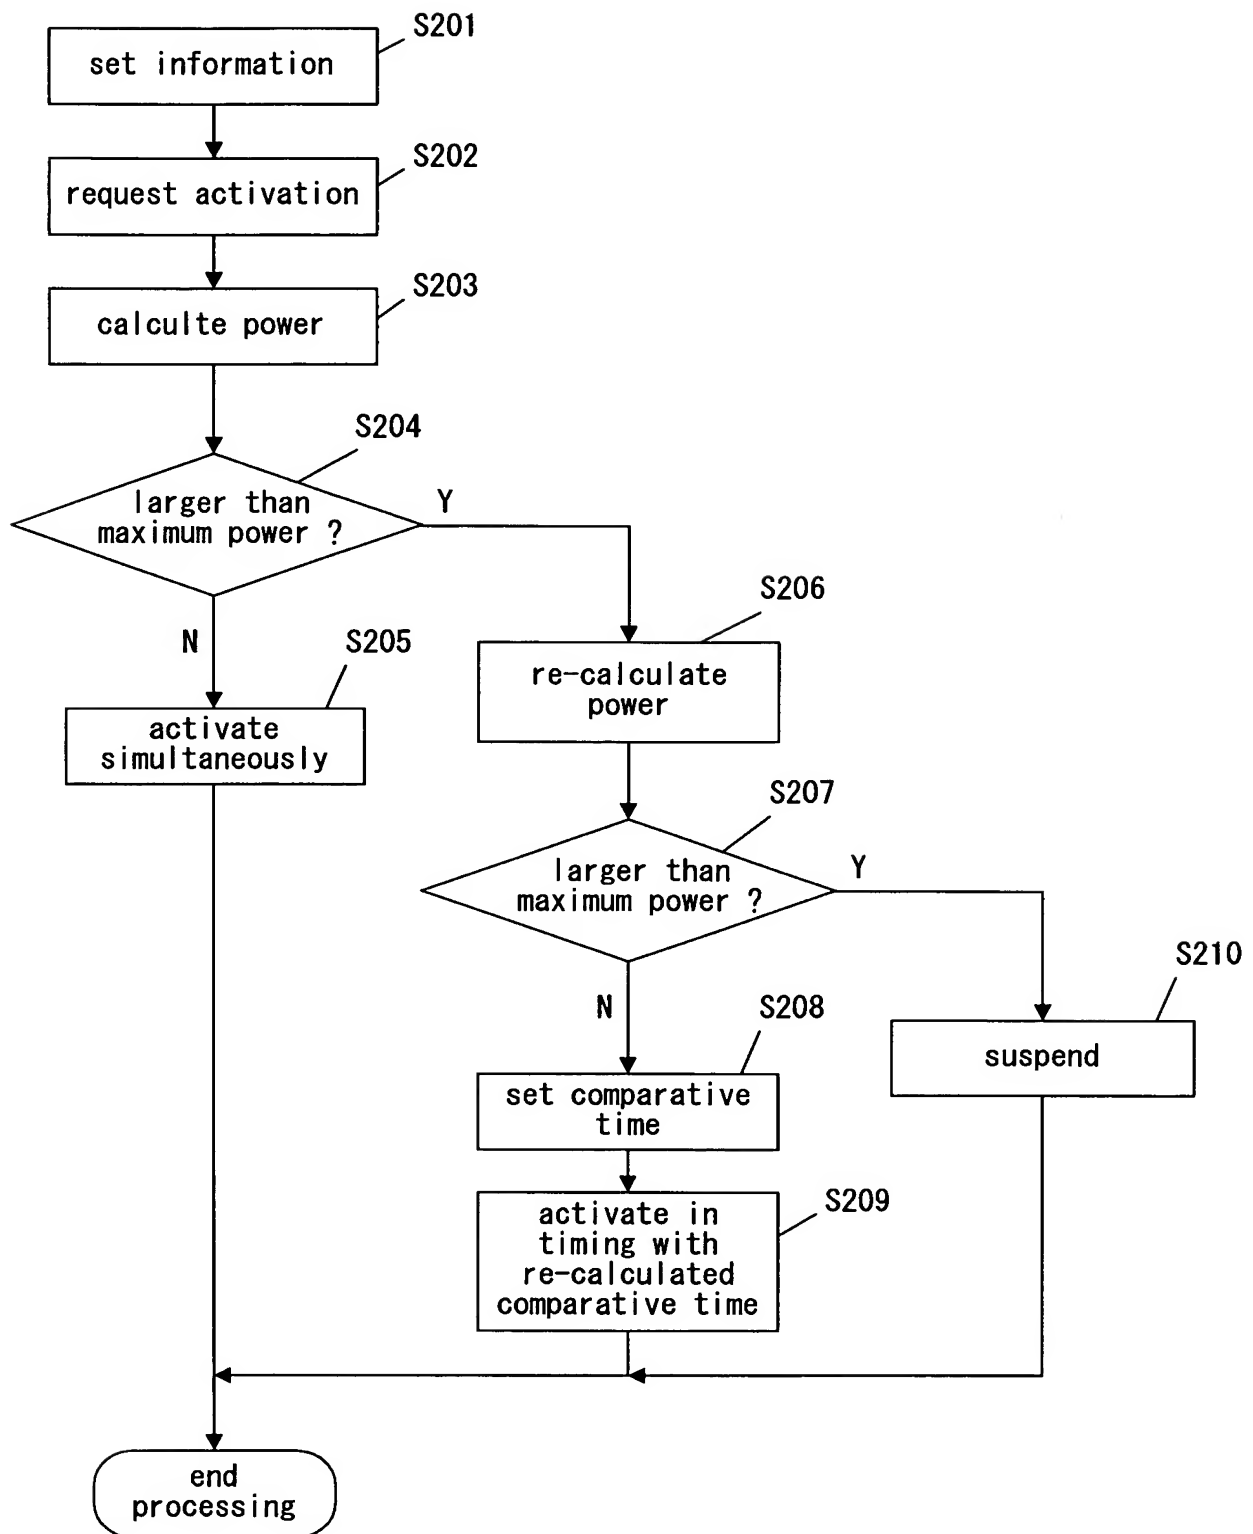 S201
set information
S202
request activation
S203
calculte power
S204
larger than
maximum power ?
Y
N
S205
activate
simultaneously
S206
re-calculate
power
S207
larger than
maximum power ?
Y
N
S208
set comparative
time
S210
suspend
S209
activate in
timing with
re-calculated
comparative time
end
processing